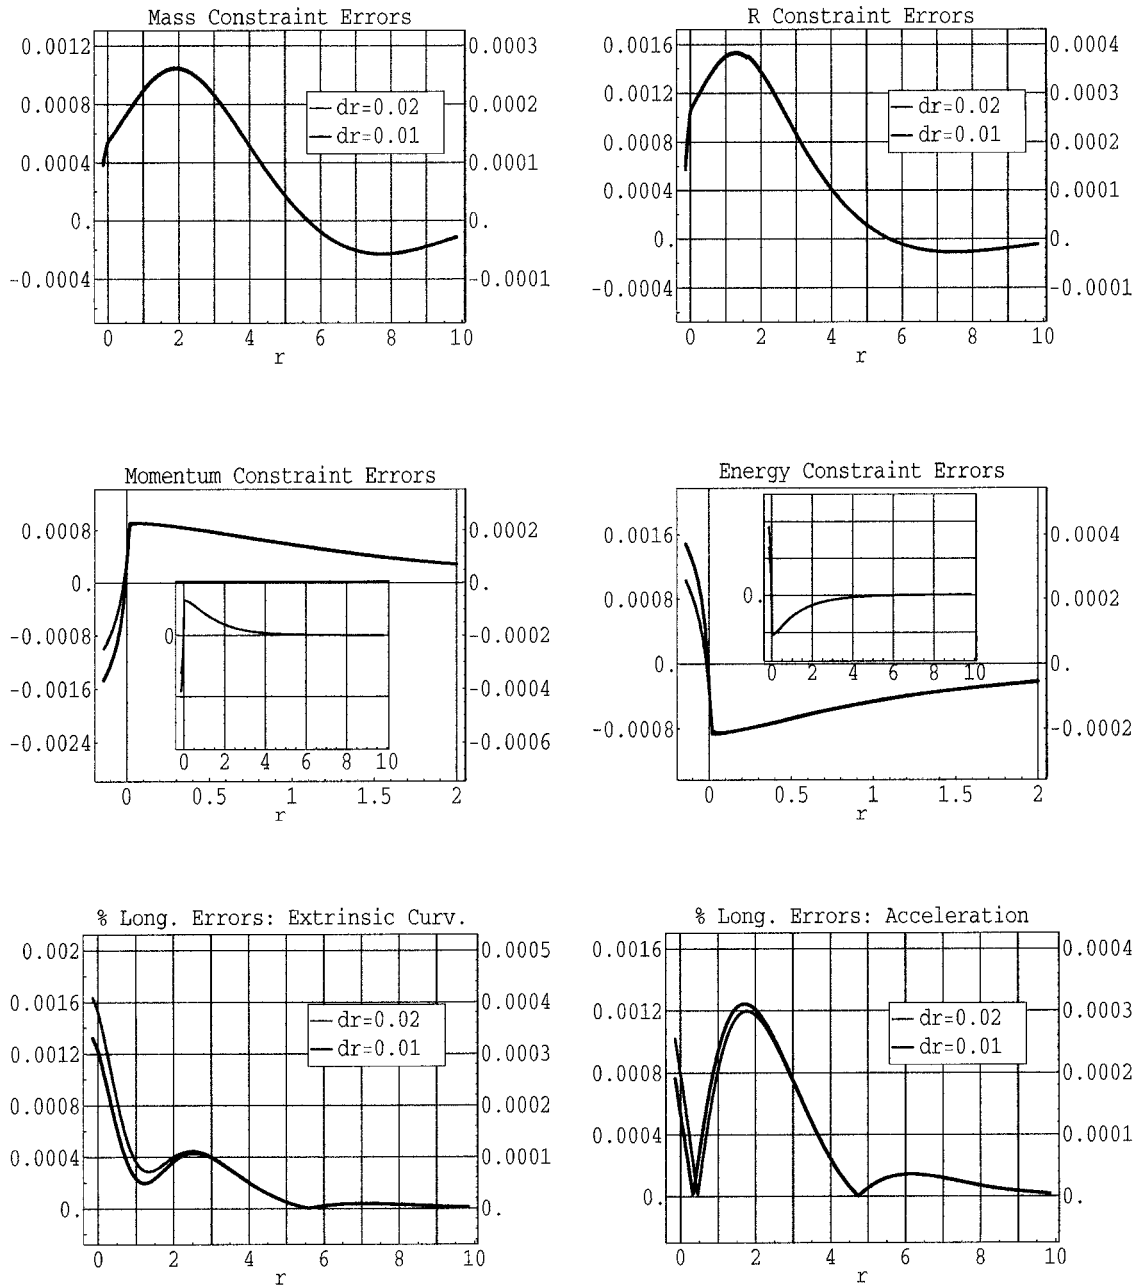 Mass Constraint Errors
0.0012
0.0008
0.0004
0.
-0.0004
0.0003
0.0002
0.0001
0.
-0.0001
dr=0.02
dr=0.01
0 2 4 6 8 10
r
R Constraint Errors
0.0016
0.0012
0.0008
0.0004
0.
-0.0004
0.0004
0.0003
0.0002
0.0001
0.
-0.0001
dr=0.02
dr=0.01
0 2 4 6 8 10
r
Momentum Constraint Errors
0.0008
0.
-0.0008
-0.0016
-0.0024
0.0002
0.
-0.0002
-0.0004
-0.0006
0
0 2 4 6 8 10
0 0.5 1 1.5 2
r
Energy Constraint Errors
0.0016
0.0008
0.
-0.0008
0.0004
0.0002
0.
-0.0002
0.
0 2 4 6 8 10
0 0.5 1 1.5 2
r
% Long. Errors: Extrinsic Curv.
0.002
0.0016
0.0012
0.0008
0.0004
0.
0.0005
0.0004
0.0003
0.0002
0.0001
0.
dr=0.02
dr=0.01
0 2 4 6 8 10
r
% Long. Errors: Acceleration
0.0016
0.0012
0.0008
0.0004
0.
0.0004
0.0003
0.0002
0.0001
0.
dr=0.02
dr=0.01
0 2 4 6 8 10
r